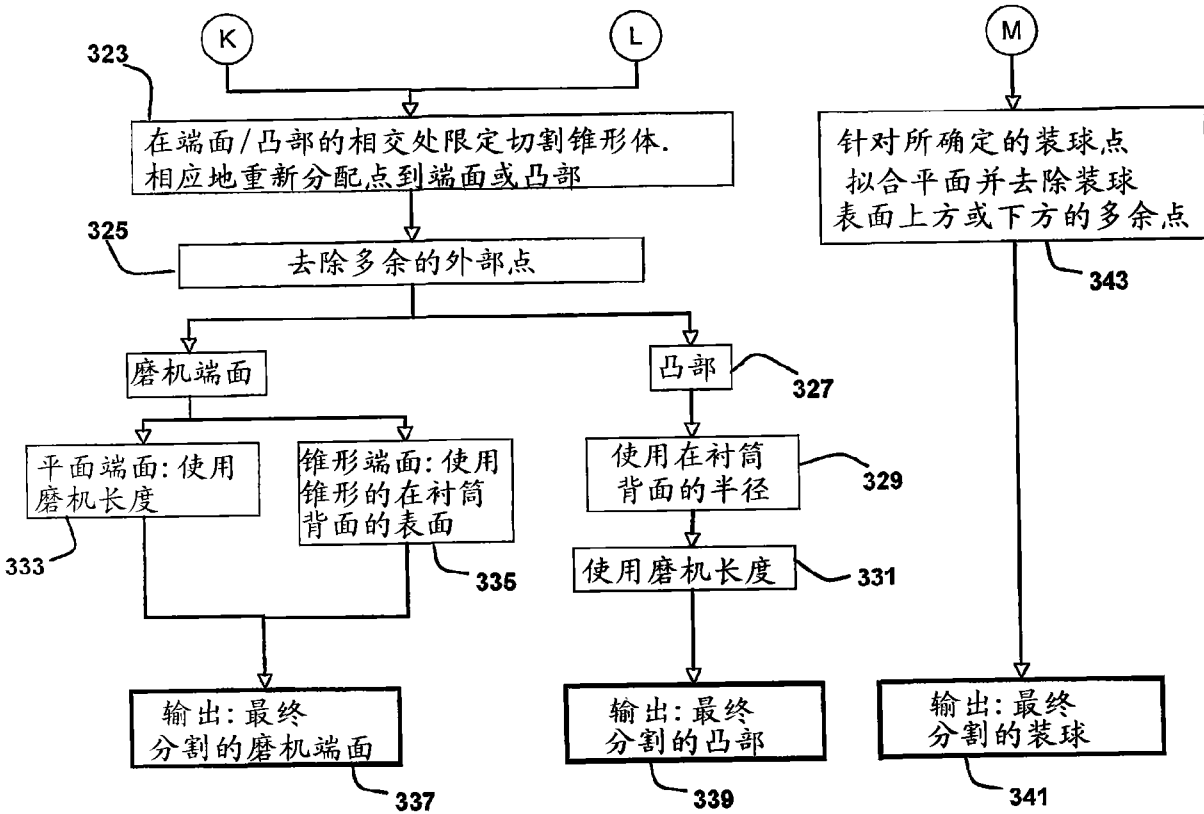 K
L
M
323
在端面/凸部的相交处限定切割锥形体.
相应地重新分配点到端面或凸部
针对所确定的装球点
拟合平面并去除装球
表面上方或下方的多余点
343
325
去除多余的外部点
磨机端面
凸部
327
平面端面:使用
磨机长度
333
锥形端面:使用
锥形的在衬筒
背面的表面
335
使用在衬筒
背面的半径
329
使用磨机长度
331
输出:最终
分割的磨机端面
337
输出:最终
分割的凸部
339
输出:最终
分割的装球
341